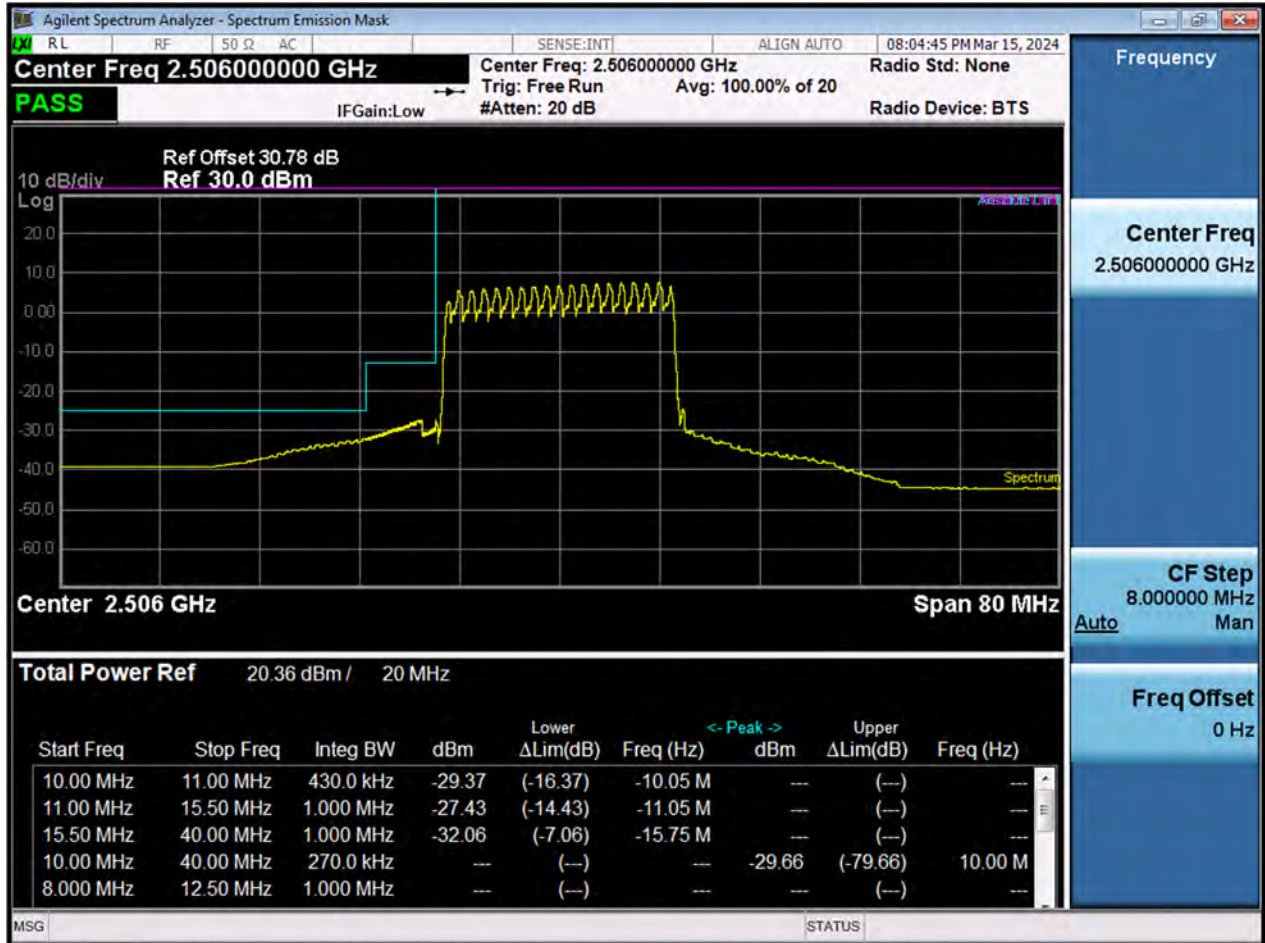 Agilent Spectrum Analyzer - Spectrum Emission Mask
LXI RL RF 50 Ω AC SENSE:INT ALIGN AUTO 08:04:45 PM Mar 15, 2024
Center Freq 2.506000000 GHz Center Freq: 2.506000000 GHz Radio Std: None
Trig: Free Run Avg: 100.00% of 20
PASS IFGain:Low #Atten: 20 dB Radio Device: BTS
Ref Offset 30.78 dB
10 dB/div Ref 30.0 dBm
Log
Absolute Limit
20.0
10.0
0.00
-10.0
-20.0
-30.0
-40.0
Spectrum
-50.0
-60.0
Center 2.506 GHz Span 80 MHz
Total Power Ref 20.36 dBm / 20 MHz
Lower <- Peak -> Upper
Start Freq Stop Freq Integ BW dBm ΔLim(dB) Freq (Hz) dBm ΔLim(dB) Freq (Hz)
10.00 MHz 11.00 MHz 430.0 kHz -29.37 (-16.37) -10.05 M --- (---) ---
11.00 MHz 15.50 MHz 1.000 MHz -27.43 (-14.43) -11.05 M --- (---) ---
15.50 MHz 40.00 MHz 1.000 MHz -32.06 (-7.06) -15.75 M --- (---) ---
10.00 MHz 40.00 MHz 270.0 kHz --- (---) --- -29.66 (-79.66) 10.00 M
8.000 MHz 12.50 MHz 1.000 MHz --- (---) --- --- (---) ---
MSG STATUS
Frequency
Center Freq
2.506000000 GHz
CF Step
8.000000 MHz
Auto Man
Freq Offset
0 Hz